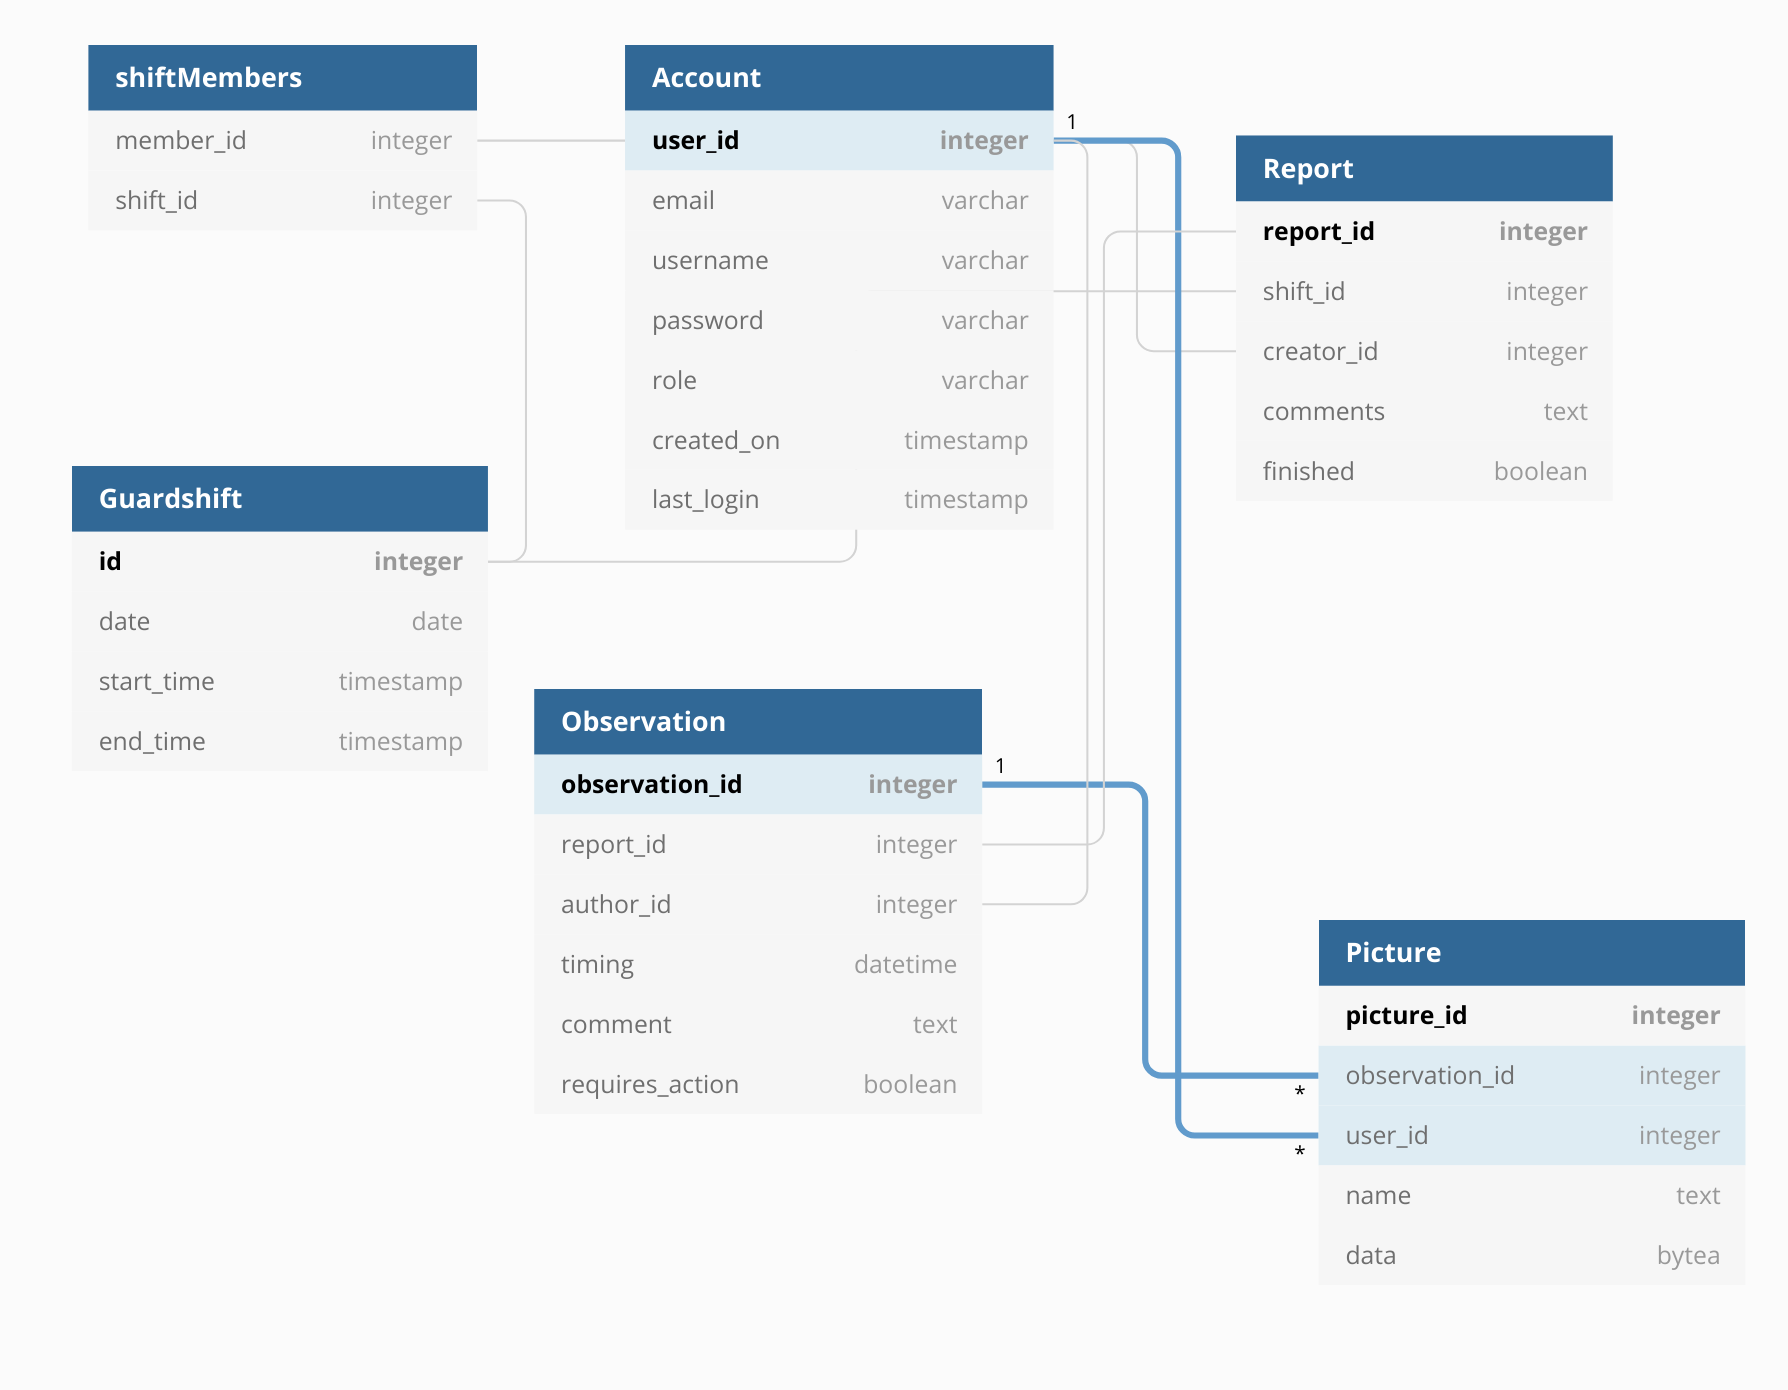 shiftMembers
member_id integer
shift_id integer
Account
user_id integer
email varchar
username varchar
password varchar
role varchar
created_on timestamp
last_login timestamp
1
Report
report_id integer
shift_id integer
creator_id integer
comments text
finished boolean
Guardshift
id integer
date date
start_time timestamp
end_time timestamp
Observation
observation_id integer
report_id integer
author_id integer
timing datetime
comment text
requires_action boolean
1
Picture
picture_id integer
observation_id integer
user_id integer
name text
data bytea
*
*